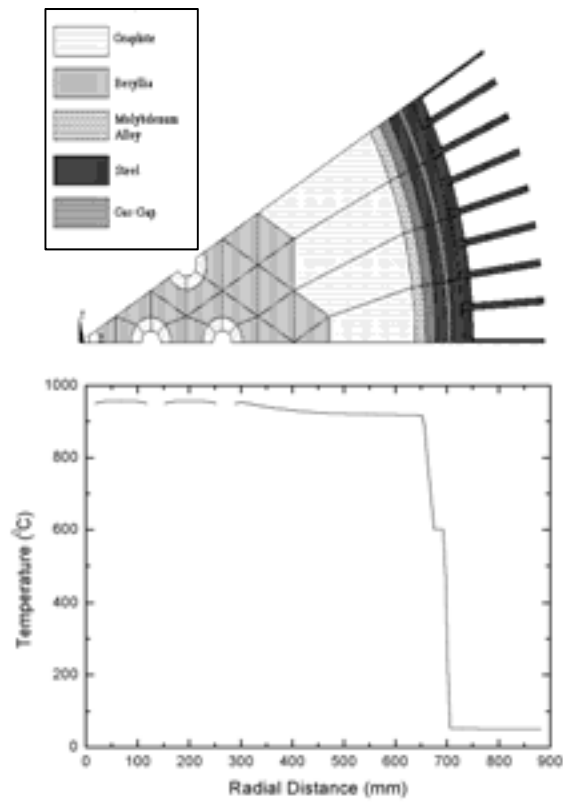 Graphite
Beryllia
Molybdenum
Alloy
Steel
Gas-Gap
1000
800
600
400
200
0
Temperature (°C)
0 100 200 300 400 500 600 700 800 900
Radial Distance (mm)